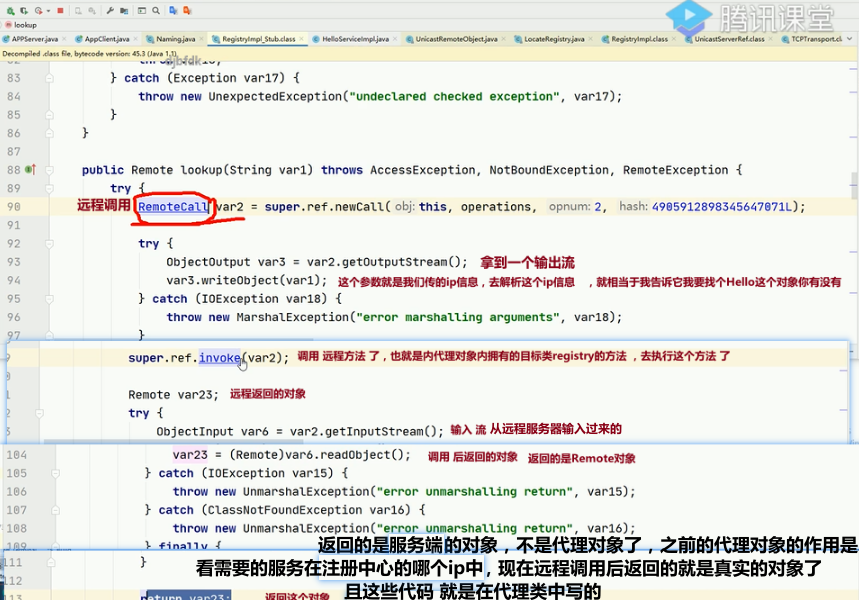 腾讯课堂
lookup
APPServer.java AppClient.java Naming.java RegistryImpl_Stub.class HelloServiceImpl.java UnicastRemoteObject.java LocateRegistry.java RegistryImpl.class UnicastServerRef.class TCPTransport.cl
Decompiled .class file, bytecode version: 45.3 (Java 1.1)
83 } catch (Exception var17) {
84 throw new UnexpectedException("undeclared checked exception", var17);
85 }
86 }
87
88 public Remote lookup(String var1) throws AccessException, NotBoundException, RemoteException {
89 try {
90 远程调用 RemoteCall var2 = super.ref.newCall( obj: this, operations, opnum: 2, hash: 4905912898345647071L);
91
92 try {
93 ObjectOutput var3 = var2.getOutputStream(); 拿到一个输出流
94 var3.writeObject(var1); 这个参数就是我们传的ip信息，去解析这个ip信息 ，就相当于我告诉它我要找个Hello这个对象你有没有
95 } catch (IOException var18) {
96 throw new MarshalException("error marshalling arguments", var18);
97 }
super.ref.invoke(var2); 调用 远程方法 了，也就是内代理对象内拥有的目标类registry的方法 ，去执行这个方法 了
Remote var23; 远程返回的对象
try {
ObjectInput var6 = var2.getInputStream(); 输入 流 从远程服务器输入过来的
104 var23 = (Remote)var6.readObject(); 调用 后返回的对象 返回的是Remote对象
105 } catch (IOException var15) {
106 throw new UnmarshalException("error unmarshalling return", var15);
107 } catch (ClassNotFoundException var16) {
108 throw new UnmarshalException("error unmarshalling return", var16);
109 } finally {
返回的是服务端的对象，不是代理对象了，之前的代理对象的作用是
111 }
看需要的服务在注册中心的哪个ip中，现在远程调用后返回的就是真实的对象了
112
且这些代码 就是在代理类中写的
113 return var23; 返回这个对象